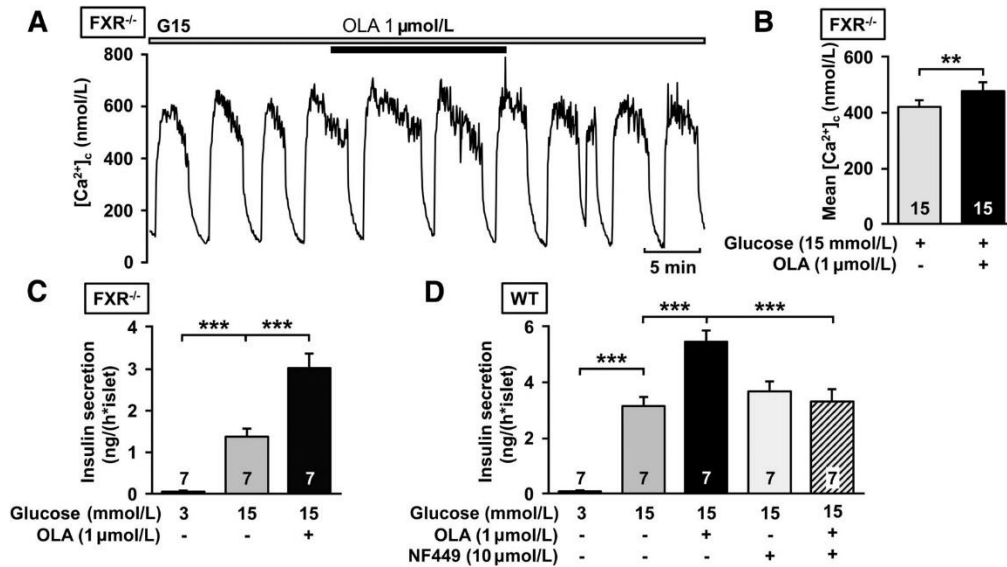 A
FXR-/-
G15
OLA 1 µmol/L
[Ca2+]c (nmol/L)
800
600
400
200
0
5 min
B
FXR-/-
**
Mean [Ca2+]c (nmol/L)
600
400
200
0
15
15
Glucose (15 mmol/L) + +
OLA (1 µmol/L) - +
C
FXR-/-
***
***
Insulin secretion
(ng/(h*islet)
4
3
2
1
0
7
7
7
Glucose (mmol/L) 3 15 15
OLA (1 µmol/L) - - +
D
WT
***
***
***
Insulin secretion
(ng/(h*islet)
6
4
2
0
7
7
7
7
7
Glucose (mmol/L) 3 15 15 15 15
OLA (1 µmol/L) - - + - +
NF449 (10 µmol/L) - - - + +